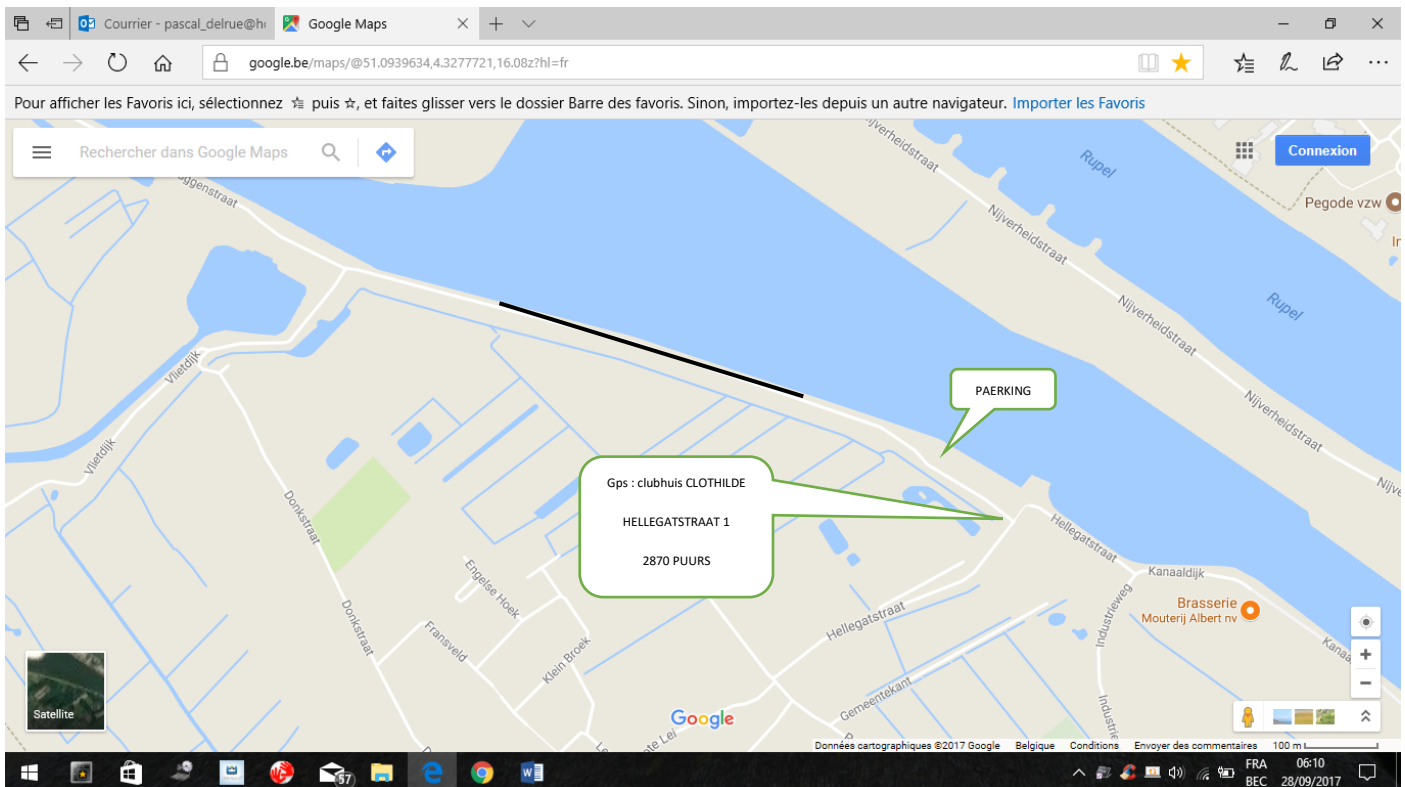 Courrier - pascal_delrue@h
Google Maps
google.be/maps/@51.0939634,4.3277721,16.08z?hl=fr
Pour afficher les Favoris ici, sélectionnez puis , et faites glisser vers le dossier Barre des favoris. Sinon, importez-les depuis un autre navigateur. Importer les Favoris
Rechercher dans Google Maps
Connexion
ggenstraat
Nijverheidstraat
Rupel
Pegode vzw
Nijverheidstraat
Rupel
Nijverheidstraat
Vlietdijk
PAERKING
Nijverheidstraat
Vlietdijk
Gps : clubhuis CLOTHILDE
HELLEGATSTRAAT 1
2870 PUURS
Donkstraat
Hellegatstraat
Kanaaldijk
Engelse Hoek
Brasserie
Mouterij Albert nv
Industrieweg
Donkstraat
Fransveld
Hellegatstraat
Klein Broek
Gemeentekant
Satellite
Google
Données cartographiques ©2017 Google Belgique Conditions Envoyer des commentaires 100 m
57
FRA 06:10
BEC 28/09/2017